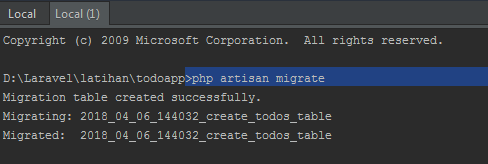 Local Local (1)
Copyright (c) 2009 Microsoft Corporation. All rights reserved.
D:\Laravel\latihan\todoapp>php artisan migrate
Migration table created successfully.
Migrating: 2018_04_06_144032_create_todos_table
Migrated: 2018_04_06_144032_create_todos_table